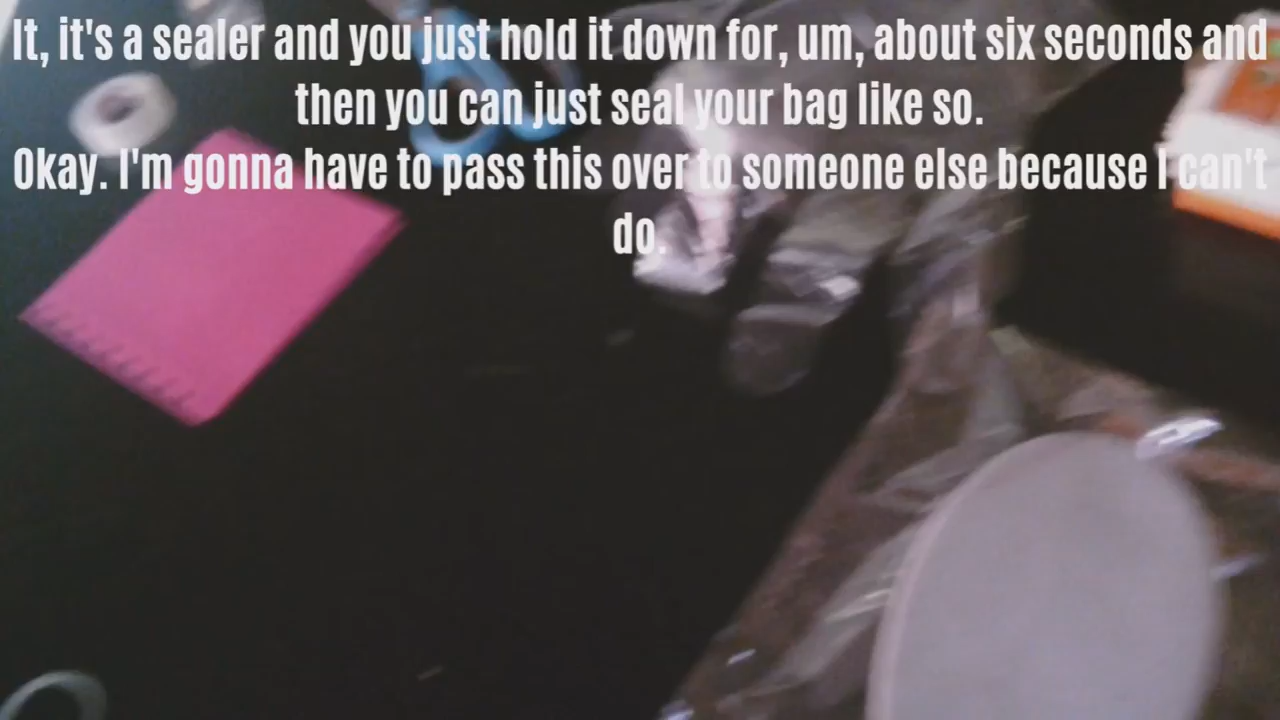 It, it's a sealer and you just hold it down for, um, about six seconds and
then you can just seal your bag like so.
Okay. I'm gonna have to pass this over to someone else because I can't
do.